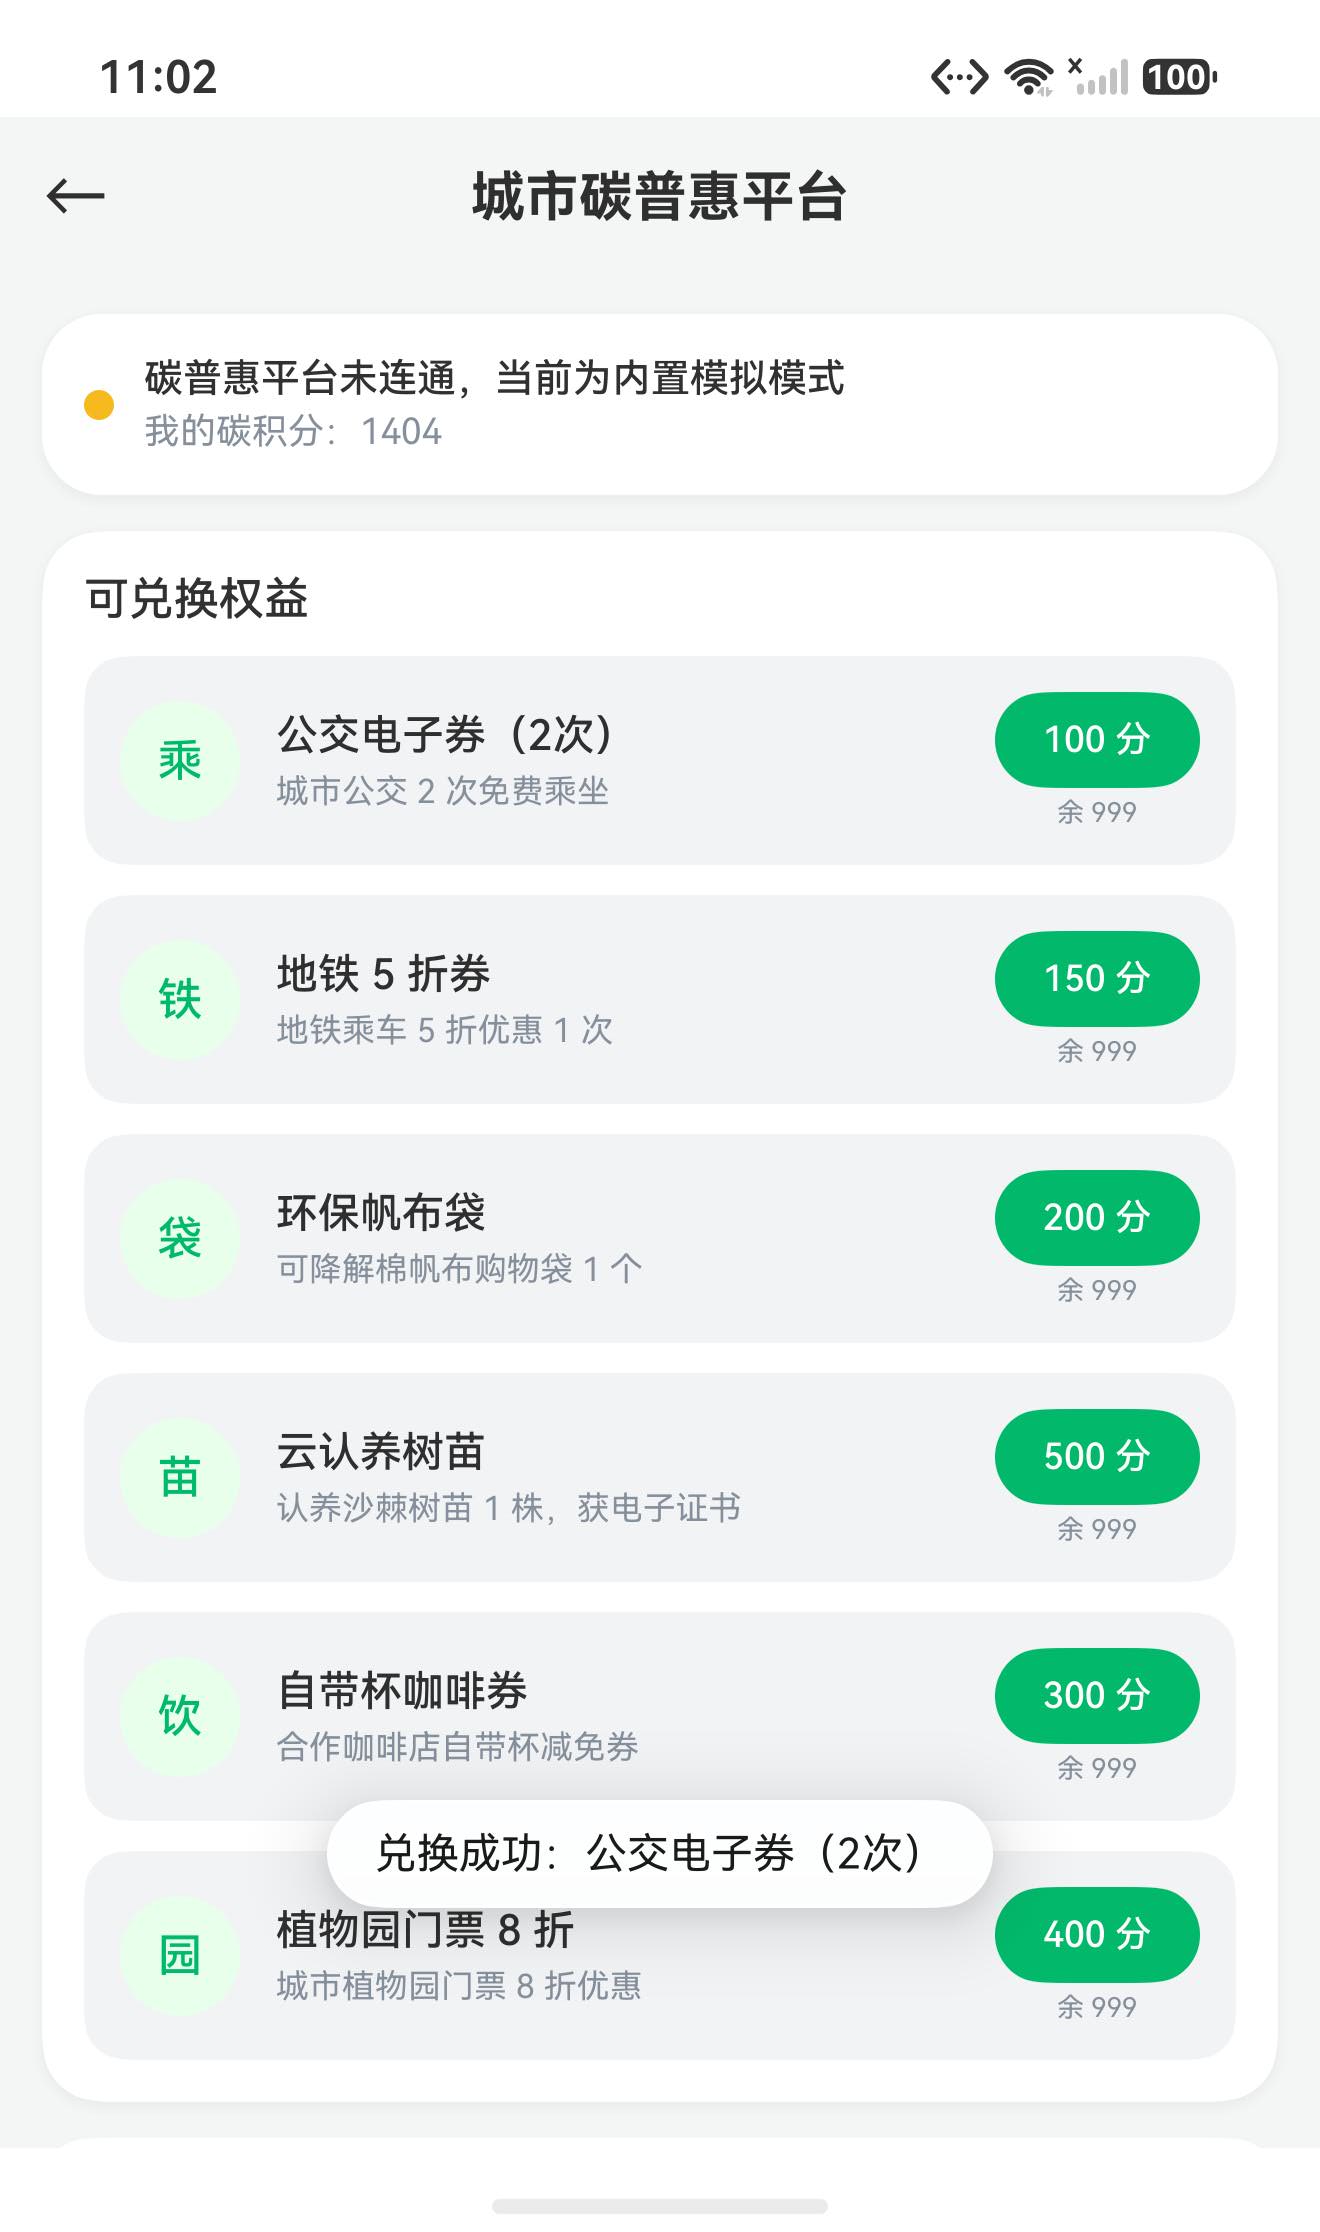 11:02
100
城市碳普惠平台
碳普惠平台未连通，当前为内置模拟模式
我的碳积分：1404
可兑换权益
乘
公交电子券（2次）
城市公交 2 次免费乘坐
100 分
余 999
铁
地铁 5 折券
地铁乘车 5 折优惠 1 次
150 分
余 999
袋
环保帆布袋
可降解棉帆布购物袋 1 个
200 分
余 999
苗
云认养树苗
认养沙棘树苗 1 株，获电子证书
500 分
余 999
饮
自带杯咖啡券
合作咖啡店自带杯减免券
300 分
余 999
兑换成功：公交电子券（2次）
园
植物园门票 8 折
城市植物园门票 8 折优惠
400 分
余 999